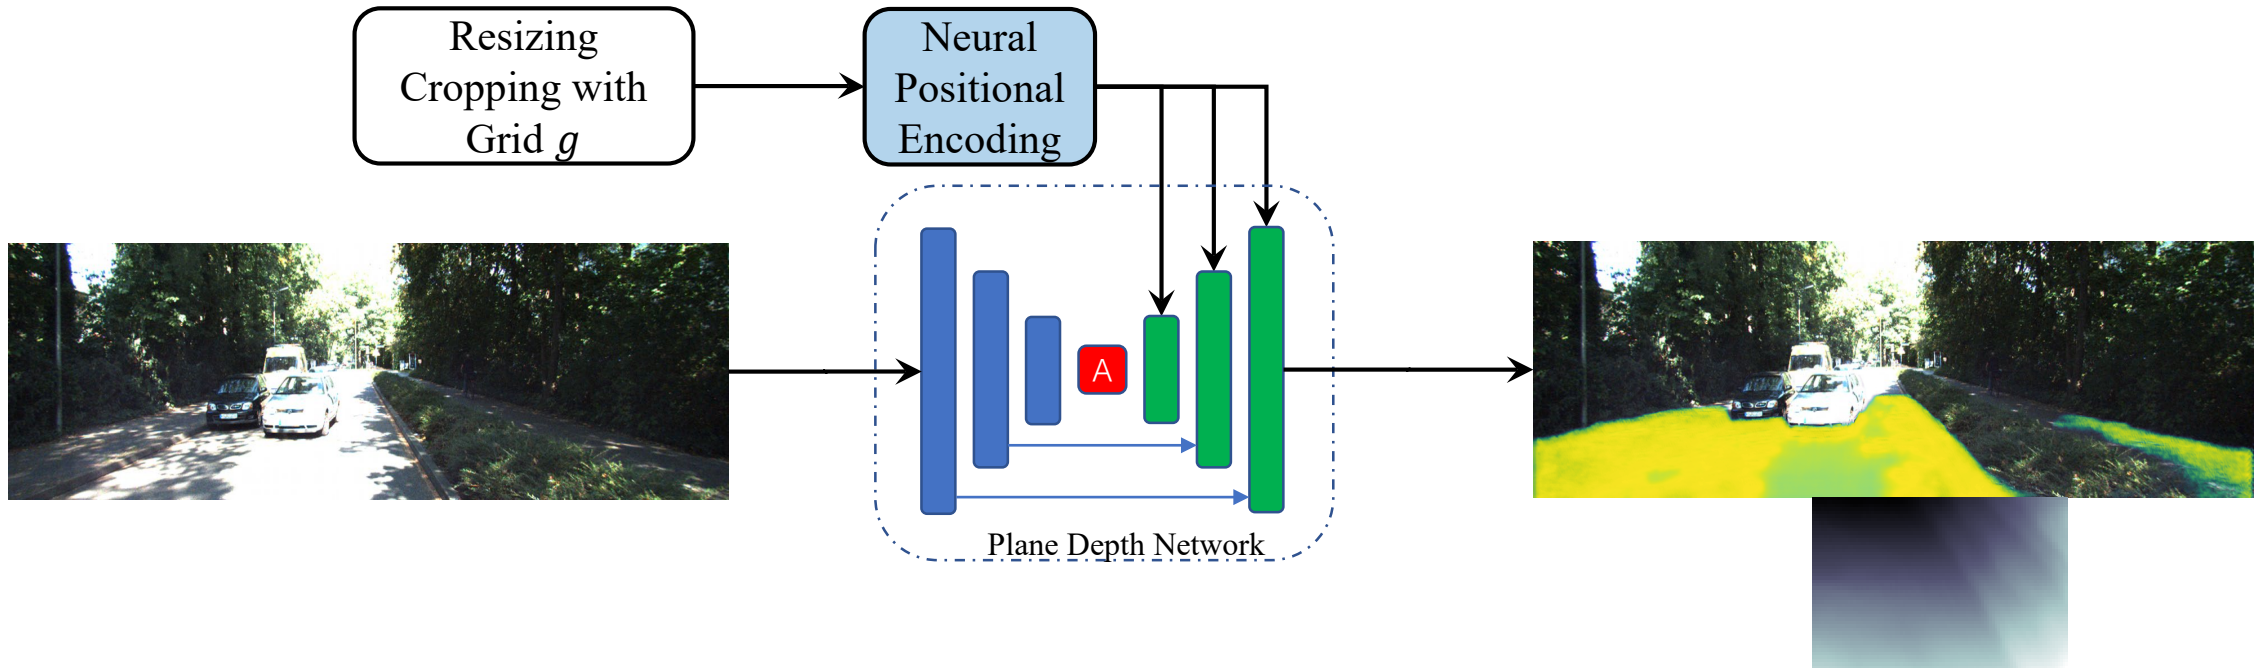 Resizing
Cropping with
Grid g
Neural
Positional
Encoding
A
Plane Depth Network